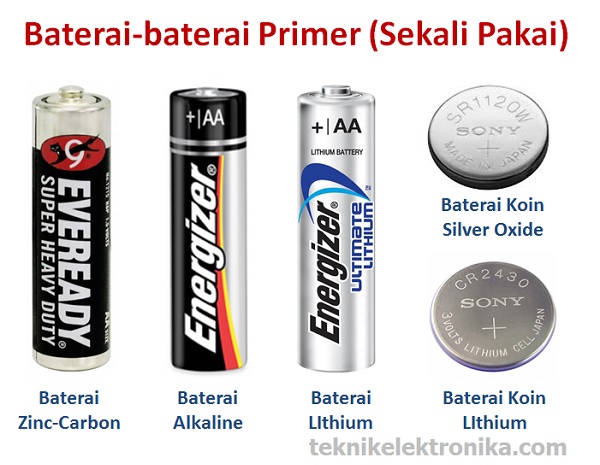 Baterai-baterai Primer (Sekali Pakai)
9
EVEREADY
SUPER HEAVY DUTY
+|AA
Energizer®
+|AA
LITHIUM BATTERY
Energizer®
ULTIMATE
LITHIUM
SR1120W
SONY
+
MADE IN JAPAN
Baterai Koin
Silver Oxide
CR2430
SONY
+
3 VOLTS LITHIUM CELL JAPAN
Baterai
Zinc-Carbon
Baterai
Alkaline
Baterai
LIthium
Baterai Koin
LIthium
teknikelektronika.com